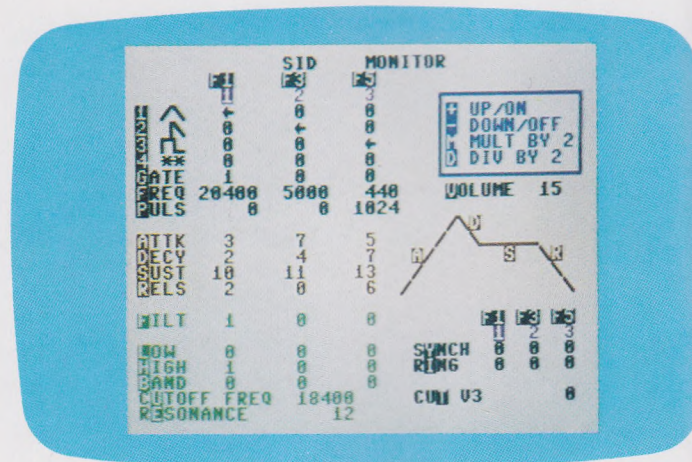 SID MONITOR
F1 F3 F5
1 2 3
1 ← 0 0
2 0 ← 0
3 0 0 ←
4 ** 0 0 0
GATE 1 0 0
FREQ 20400 5000 440
PULS 0 0 1024
+ UP/ON
- DOWN/OFF
MULT BY 2
D DIV BY 2
VOLUME 15
ATTK 3 7 5
DECY 2 4 7
SUST 10 11 13
RELS 2 0 6
A D S R
FILT 1 0 0
LOW 0 0 0
HIGH 1 0 0
BAND 0 0 0
CUTOFF FREQ 18400
RESONANCE 12
F1 F3 F5
1 2 3
SYNCH 0 0 0
RING 0 0 0
CUT V3 0